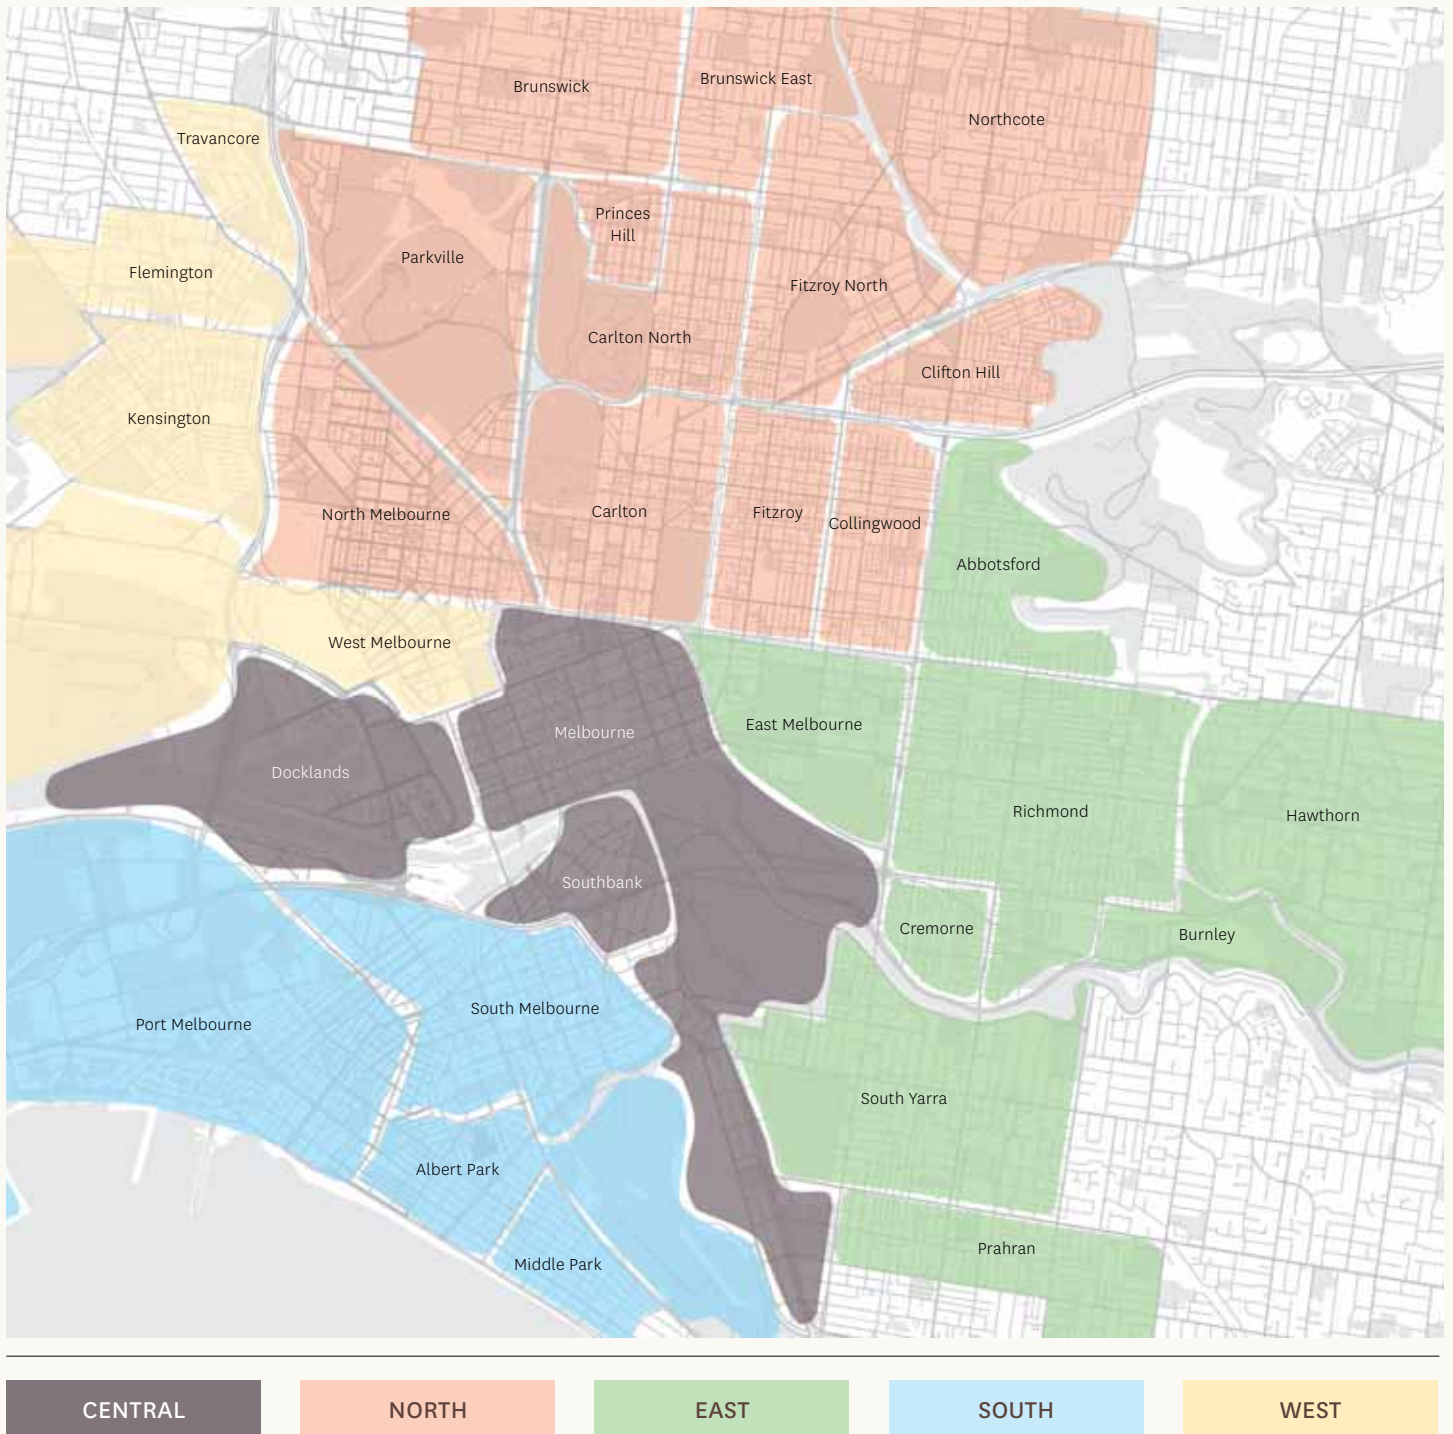 Brunswick
Brunswick East
Northcote
Travancore
Princes
Hill
Parkville
Flemington
Fitzroy North
Carlton North
Clifton Hill
Kensington
North Melbourne
Carlton
Fitzroy
Collingwood
Abbotsford
West Melbourne
Melbourne
East Melbourne
Docklands
Richmond
Hawthorn
Southbank
Cremorne
Burnley
South Melbourne
Port Melbourne
South Yarra
Albert Park
Prahran
Middle Park
CENTRAL
NORTH
EAST
SOUTH
WEST